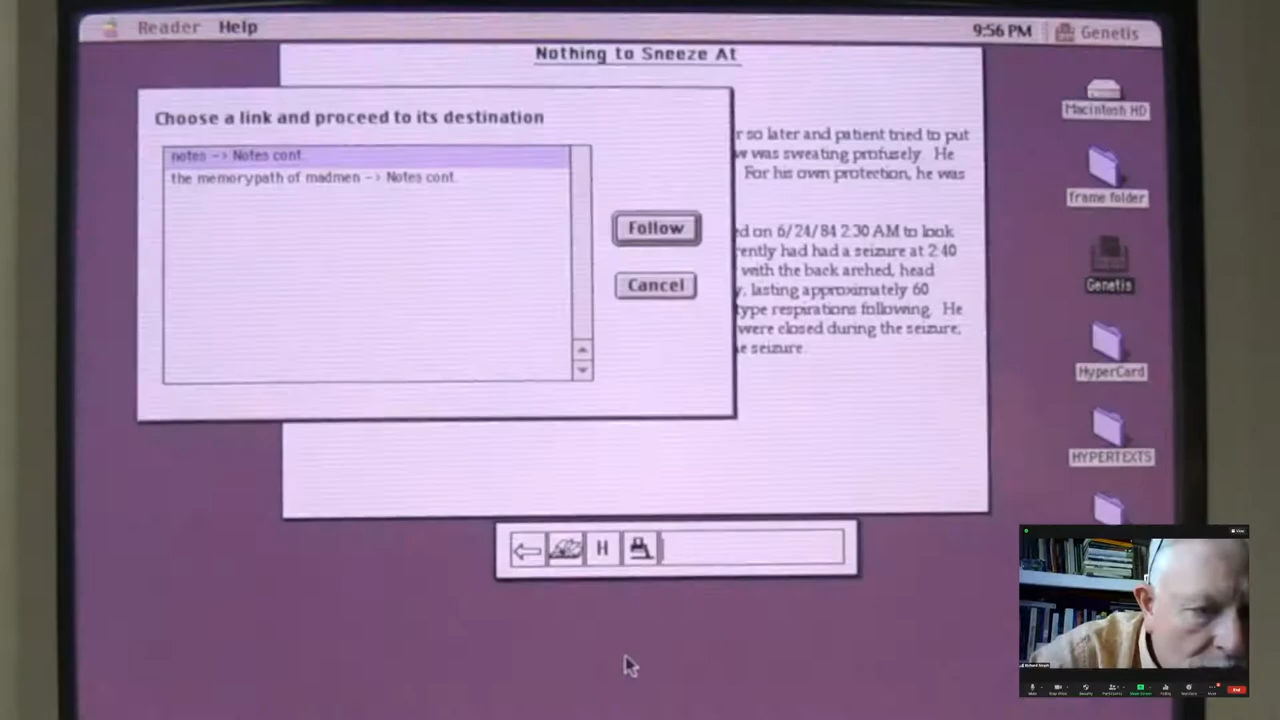 Reader Help
9:56 PM
Genetis
Nothing to Sneeze At
Choose a link and proceed to its destination
notes -> Notes cont.
the memorypath of madmen -> Notes cont.
Follow
Cancel
r so later and patient tried to put
w was sweating profusely. He
For his own protection, he was
ed on 6/24/84 2:30 AM to look
rently had had a seizure at 2:40
with the back arched, head
y, lasting approximately 60
type respirations following. He
were closed during the seizure,
e seizure.
H
Macintosh HD
frame folder
Genetis
HyperCard
HYPERTEXTS